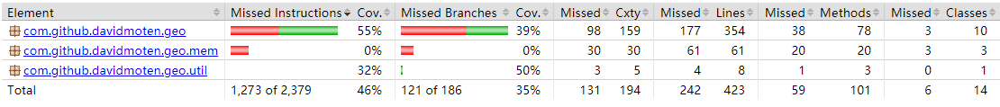 Element Missed Instructions Cov. Missed Branches Cov. Missed Cxty Missed Lines Missed Methods Missed Classes
com.github.davidmoten.geo 55% 39% 98 159 177 354 38 78 3 10
com.github.davidmoten.geo.mem 0% 0% 30 30 61 61 20 20 3 3
com.github.davidmoten.geo.util 32% 50% 3 5 4 8 1 3 0 1
Total 1,273 of 2,379 46% 121 of 186 35% 131 194 242 423 59 101 6 14